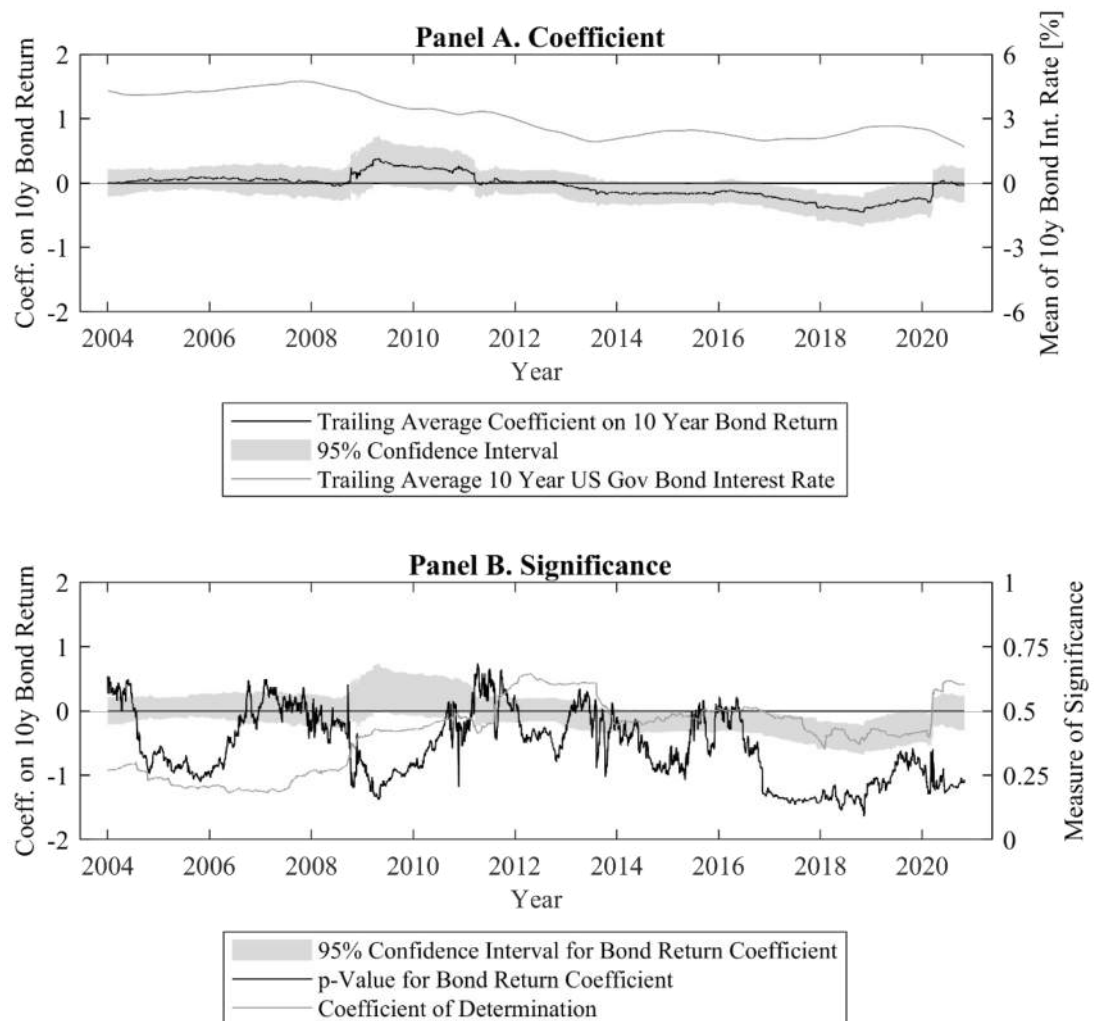 Panel A. Coefficient
Coeff. on 10y Bond Return
2
1
0
-1
-2
Mean of 10y Bond Int. Rate [%]
6
3
0
-3
-6
2004 2006 2008 2010 2012 2014 2016 2018 2020
Year
Trailing Average Coefficient on 10 Year Bond Return
95% Confidence Interval
Trailing Average 10 Year US Gov Bond Interest Rate
Panel B. Significance
Coeff. on 10y Bond Return
2
1
0
-1
-2
Measure of Significance
1
0.75
0.5
0.25
0
2004 2006 2008 2010 2012 2014 2016 2018 2020
Year
95% Confidence Interval for Bond Return Coefficient
p-Value for Bond Return Coefficient
Coefficient of Determination